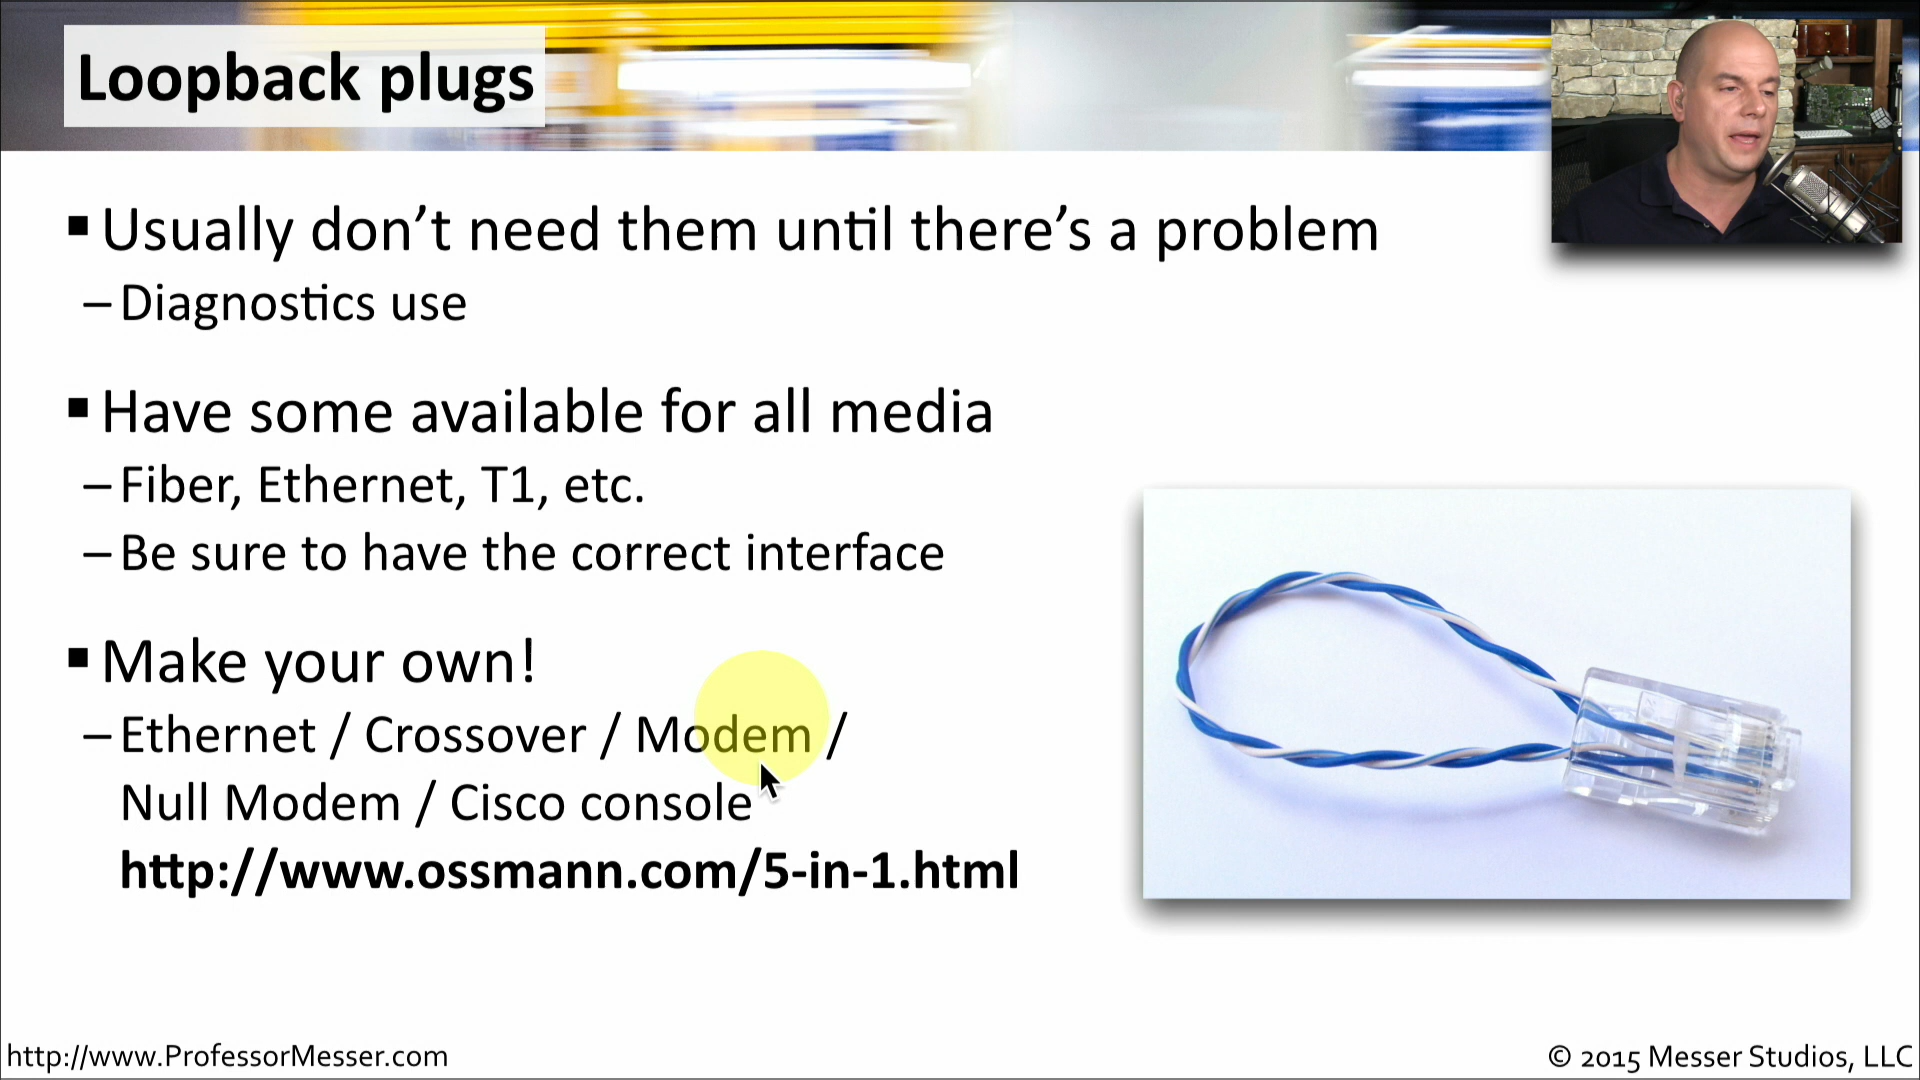 Loopback plugs
▪ Usually don’t need them until there’s a problem
– Diagnostics use
▪ Have some available for all media
– Fiber, Ethernet, T1, etc.
– Be sure to have the correct interface
▪ Make your own!
– Ethernet / Crossover / Modem /
Null Modem / Cisco console
http://www.ossmann.com/5-in-1.html
http://www.ProfessorMesser.com
© 2015 Messer Studios, LLC